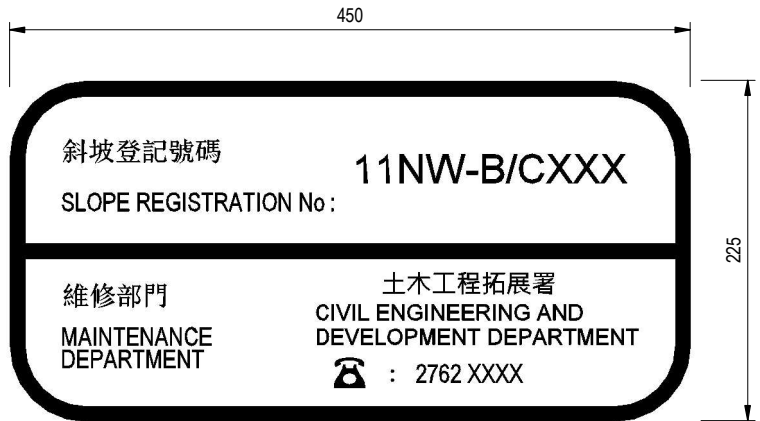 450
斜坡登記號碼
11NW-B/CXXX
SLOPE REGISTRATION No :
225
維修部門
MAINTENANCE
DEPARTMENT
土木工程拓展署
CIVIL ENGINEERING AND
DEVELOPMENT DEPARTMENT
☎ : 2762 XXXX